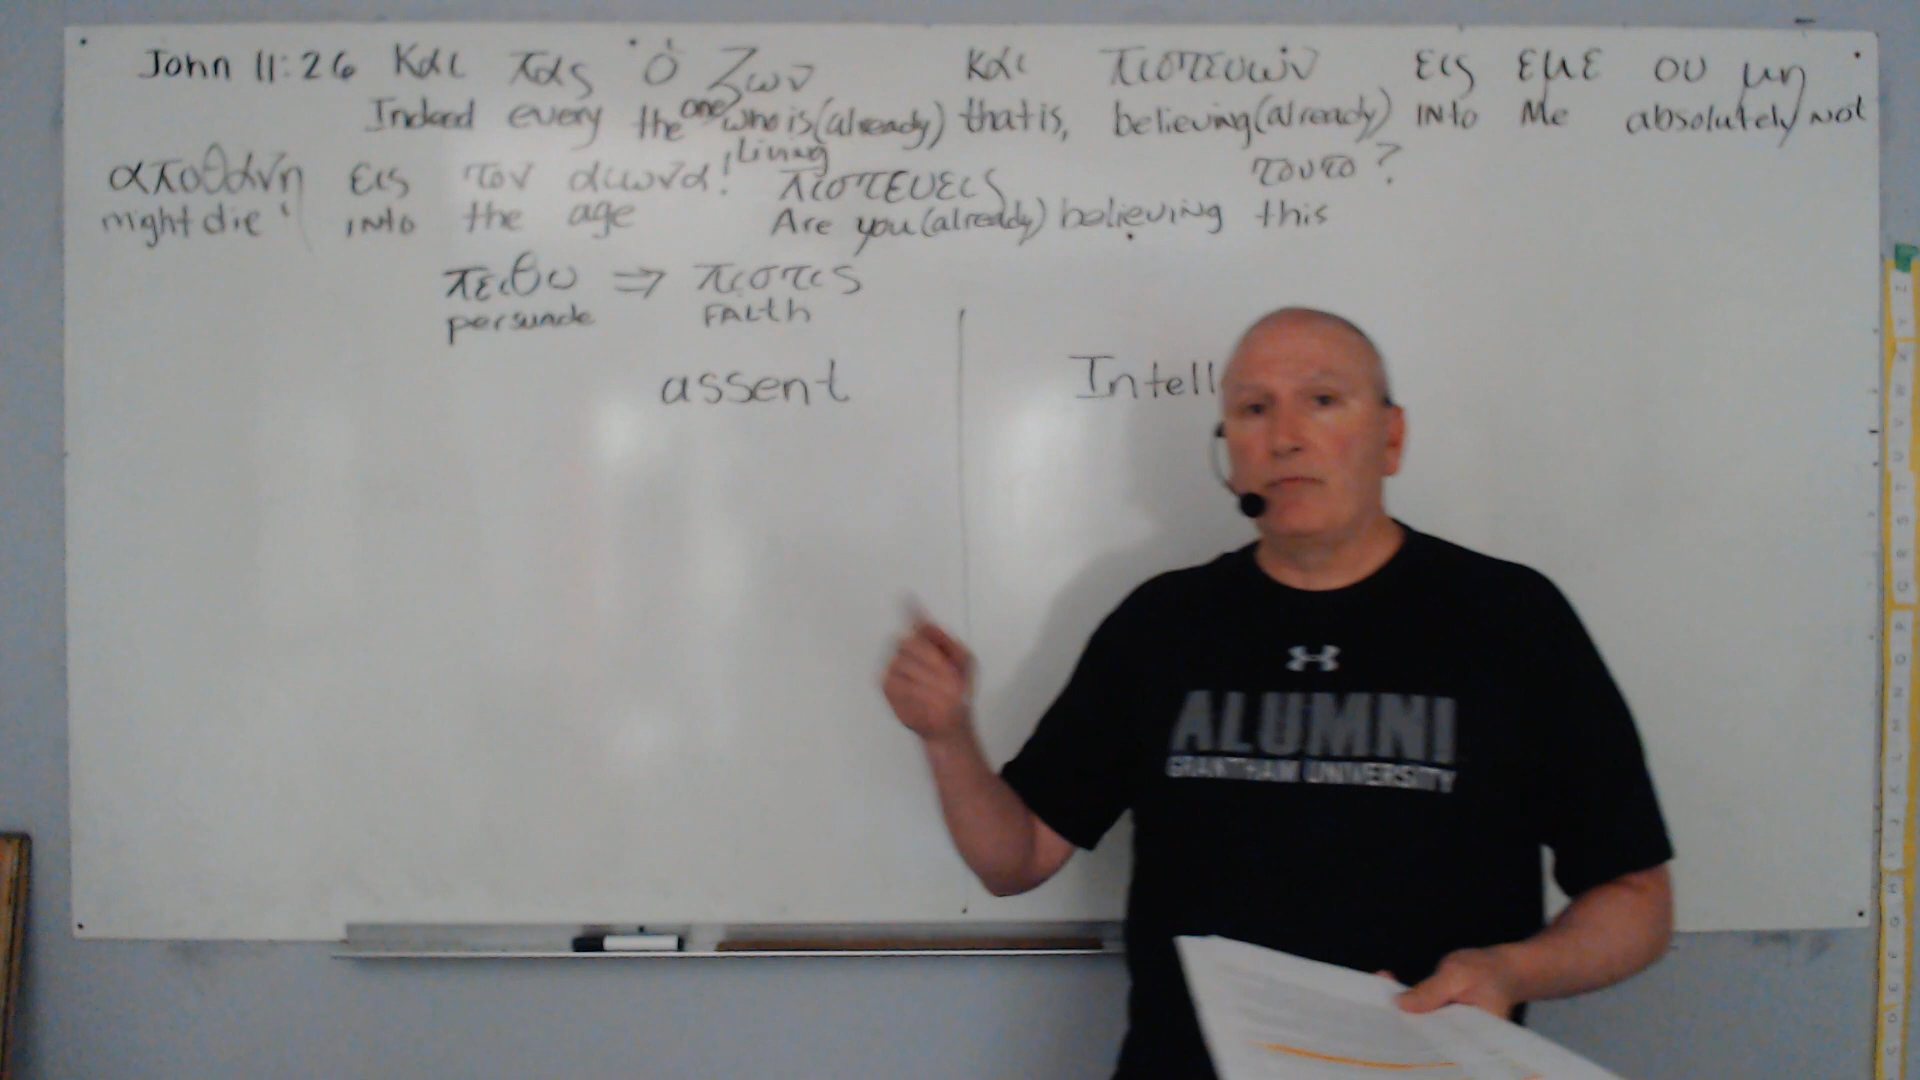 John 11:26 Και πας ὁ ζων και πιστευων εις εμε ου μη
Indeed every the one who is (already) living that is, believing (already) into Me absolutely not
αποθανη εις τον αιωνα! πιστευεις τουτο?
might die into the age Are you (already) believing this
πειθω ⇒ πιστις
persuade FAith
assent Intell
ALUMNI
GRANTHAM UNIVERSITY